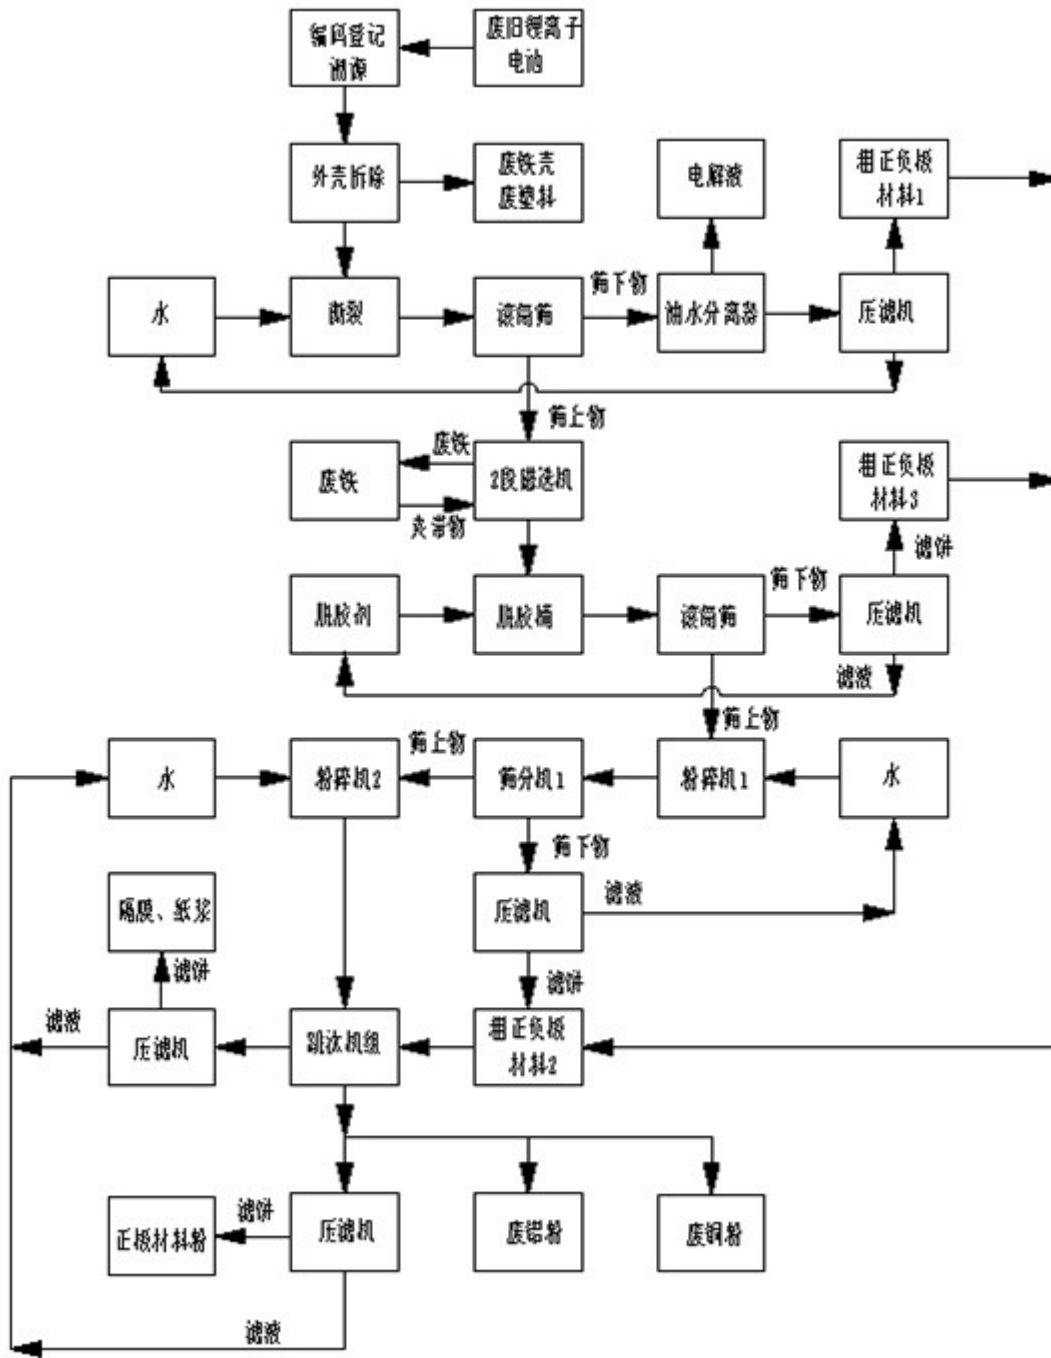 编码登记
溯源
废旧锂离子
电池
外壳拆除
废铁壳
废塑料
电解液
粗正负极
材料1
水
撕裂
滚筒筛
筛下物
油水分离器
压滤机
筛上物
废铁
废铁
夹带物
2段磁选机
粗正负极
材料3
滤饼
脱胶剂
脱胶桶
滚筒筛
筛下物
压滤机
滤液
筛上物
水
粉碎机2
筛上物
筛分机1
粉碎机1
水
筛下物
隔膜、纸浆
压滤机
滤液
滤饼
滤饼
滤液
压滤机
跳汰机组
粗正负极
材料2
正极材料粉
滤饼
压滤机
废铝粉
废铜粉
滤液